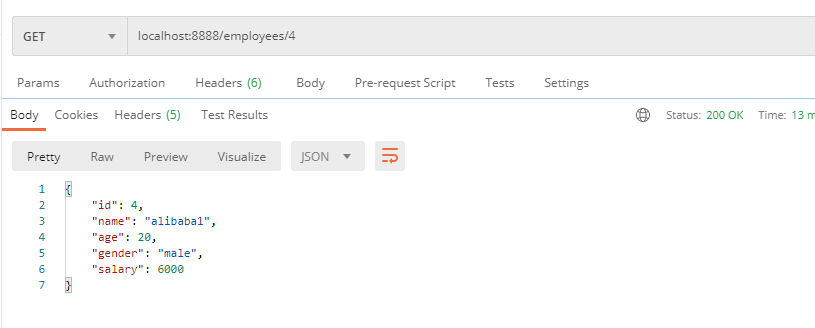 GET localhost:8888/employees/4
Params Authorization Headers (6) Body Pre-request Script Tests Settings
Body Cookies Headers (5) Test Results Status: 200 OK Time: 13 m
Pretty Raw Preview Visualize JSON
1 {
2 "id": 4,
3 "name": "alibaba1",
4 "age": 20,
5 "gender": "male",
6 "salary": 6000
7 }